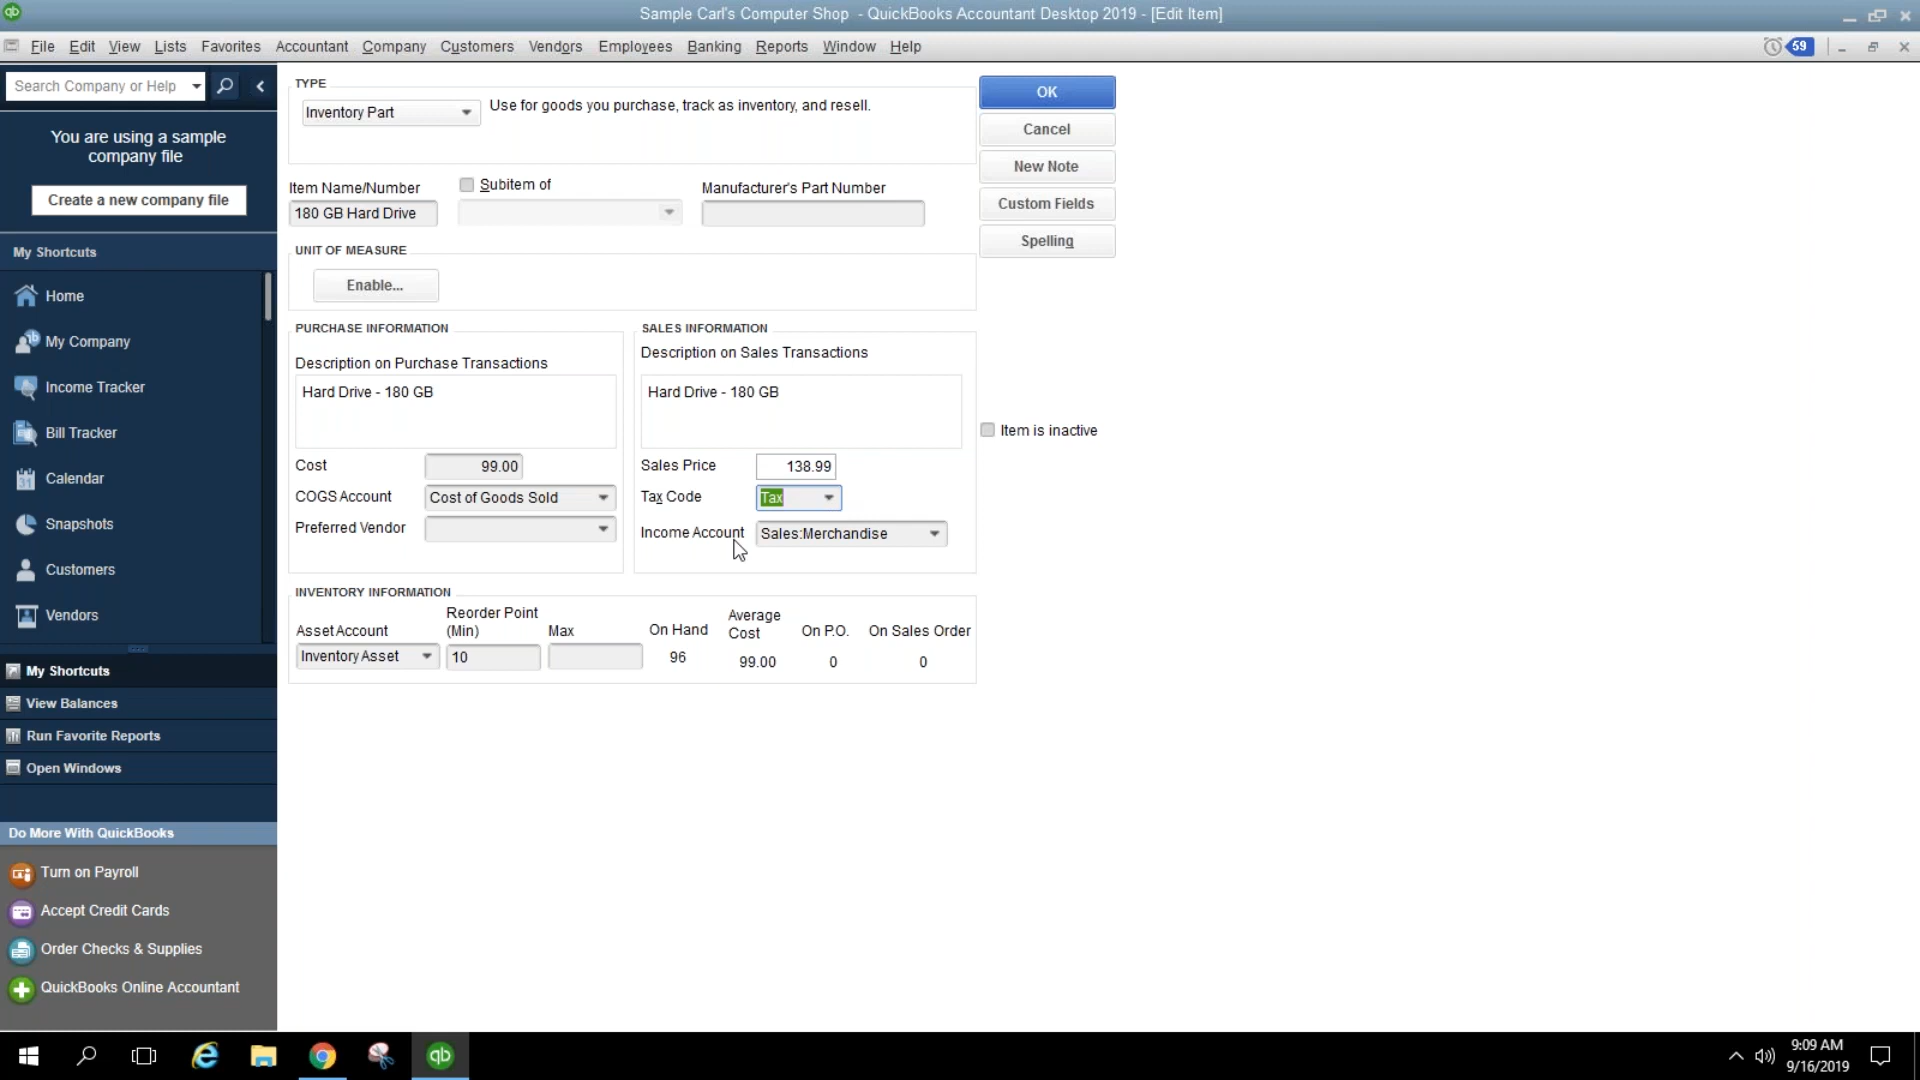 Sample Carl's Computer Shop - QuickBooks Accountant Desktop 2019 - [Edit Item]
File Edit View Lists Favorites Accountant Company Customers Vendors Employees Banking Reports Window Help
59
Search Company or Help
You are using a sample
company file
Create a new company file
My Shortcuts
Home
My Company
Income Tracker
Bill Tracker
Calendar
Snapshots
Customers
Vendors
My Shortcuts
View Balances
Run Favorite Reports
Open Windows
Do More With QuickBooks
Turn on Payroll
Accept Credit Cards
Order Checks & Supplies
QuickBooks Online Accountant
TYPE
Inventory Part
Use for goods you purchase, track as inventory, and resell.
OK
Cancel
New Note
Custom Fields
Spelling
Item Name/Number
Subitem of
Manufacturer's Part Number
180 GB Hard Drive
UNIT OF MEASURE
Enable...
PURCHASE INFORMATION
Description on Purchase Transactions
Hard Drive - 180 GB
Cost 99.00
COGS Account Cost of Goods Sold
Preferred Vendor
SALES INFORMATION
Description on Sales Transactions
Hard Drive - 180 GB
Sales Price 138.99
Tax Code Tax
Income Account Sales:Merchandise
Item is inactive
INVENTORY INFORMATION
Asset Account
Inventory Asset
Reorder Point
(Min)
10
Max
On Hand
96
Average
Cost
99.00
On P.O.
0
On Sales Order
0
9:09 AM
9/16/2019